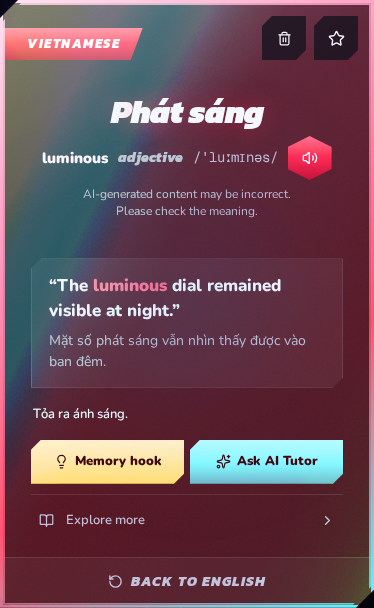 VIETNAMESE
Phát sáng
luminous adjective /ˈluːmɪnəs/
AI-generated content may be incorrect.
Please check the meaning.
“The luminous dial remained
visible at night.”
Mặt số phát sáng vẫn nhìn thấy được vào
ban đêm.
Tỏa ra ánh sáng.
Memory hook
Ask AI Tutor
Explore more
BACK TO ENGLISH